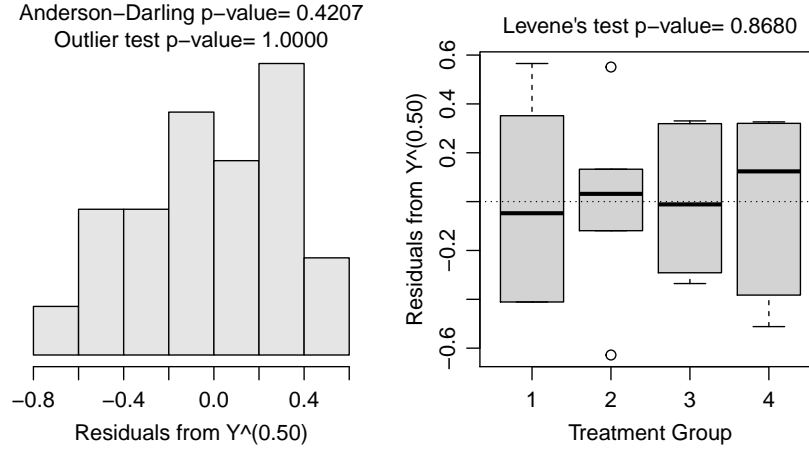 Anderson−Darling p−value= 0.4207
Outlier test p−value= 1.0000
−0.8 −0.4 0.0 0.4
Residuals from Y^(0.50)
Levene's test p−value= 0.8680
Residuals from Y^(0.50)
0.6
0.4
0.2
−0.2
−0.6
1 2 3 4
Treatment Group